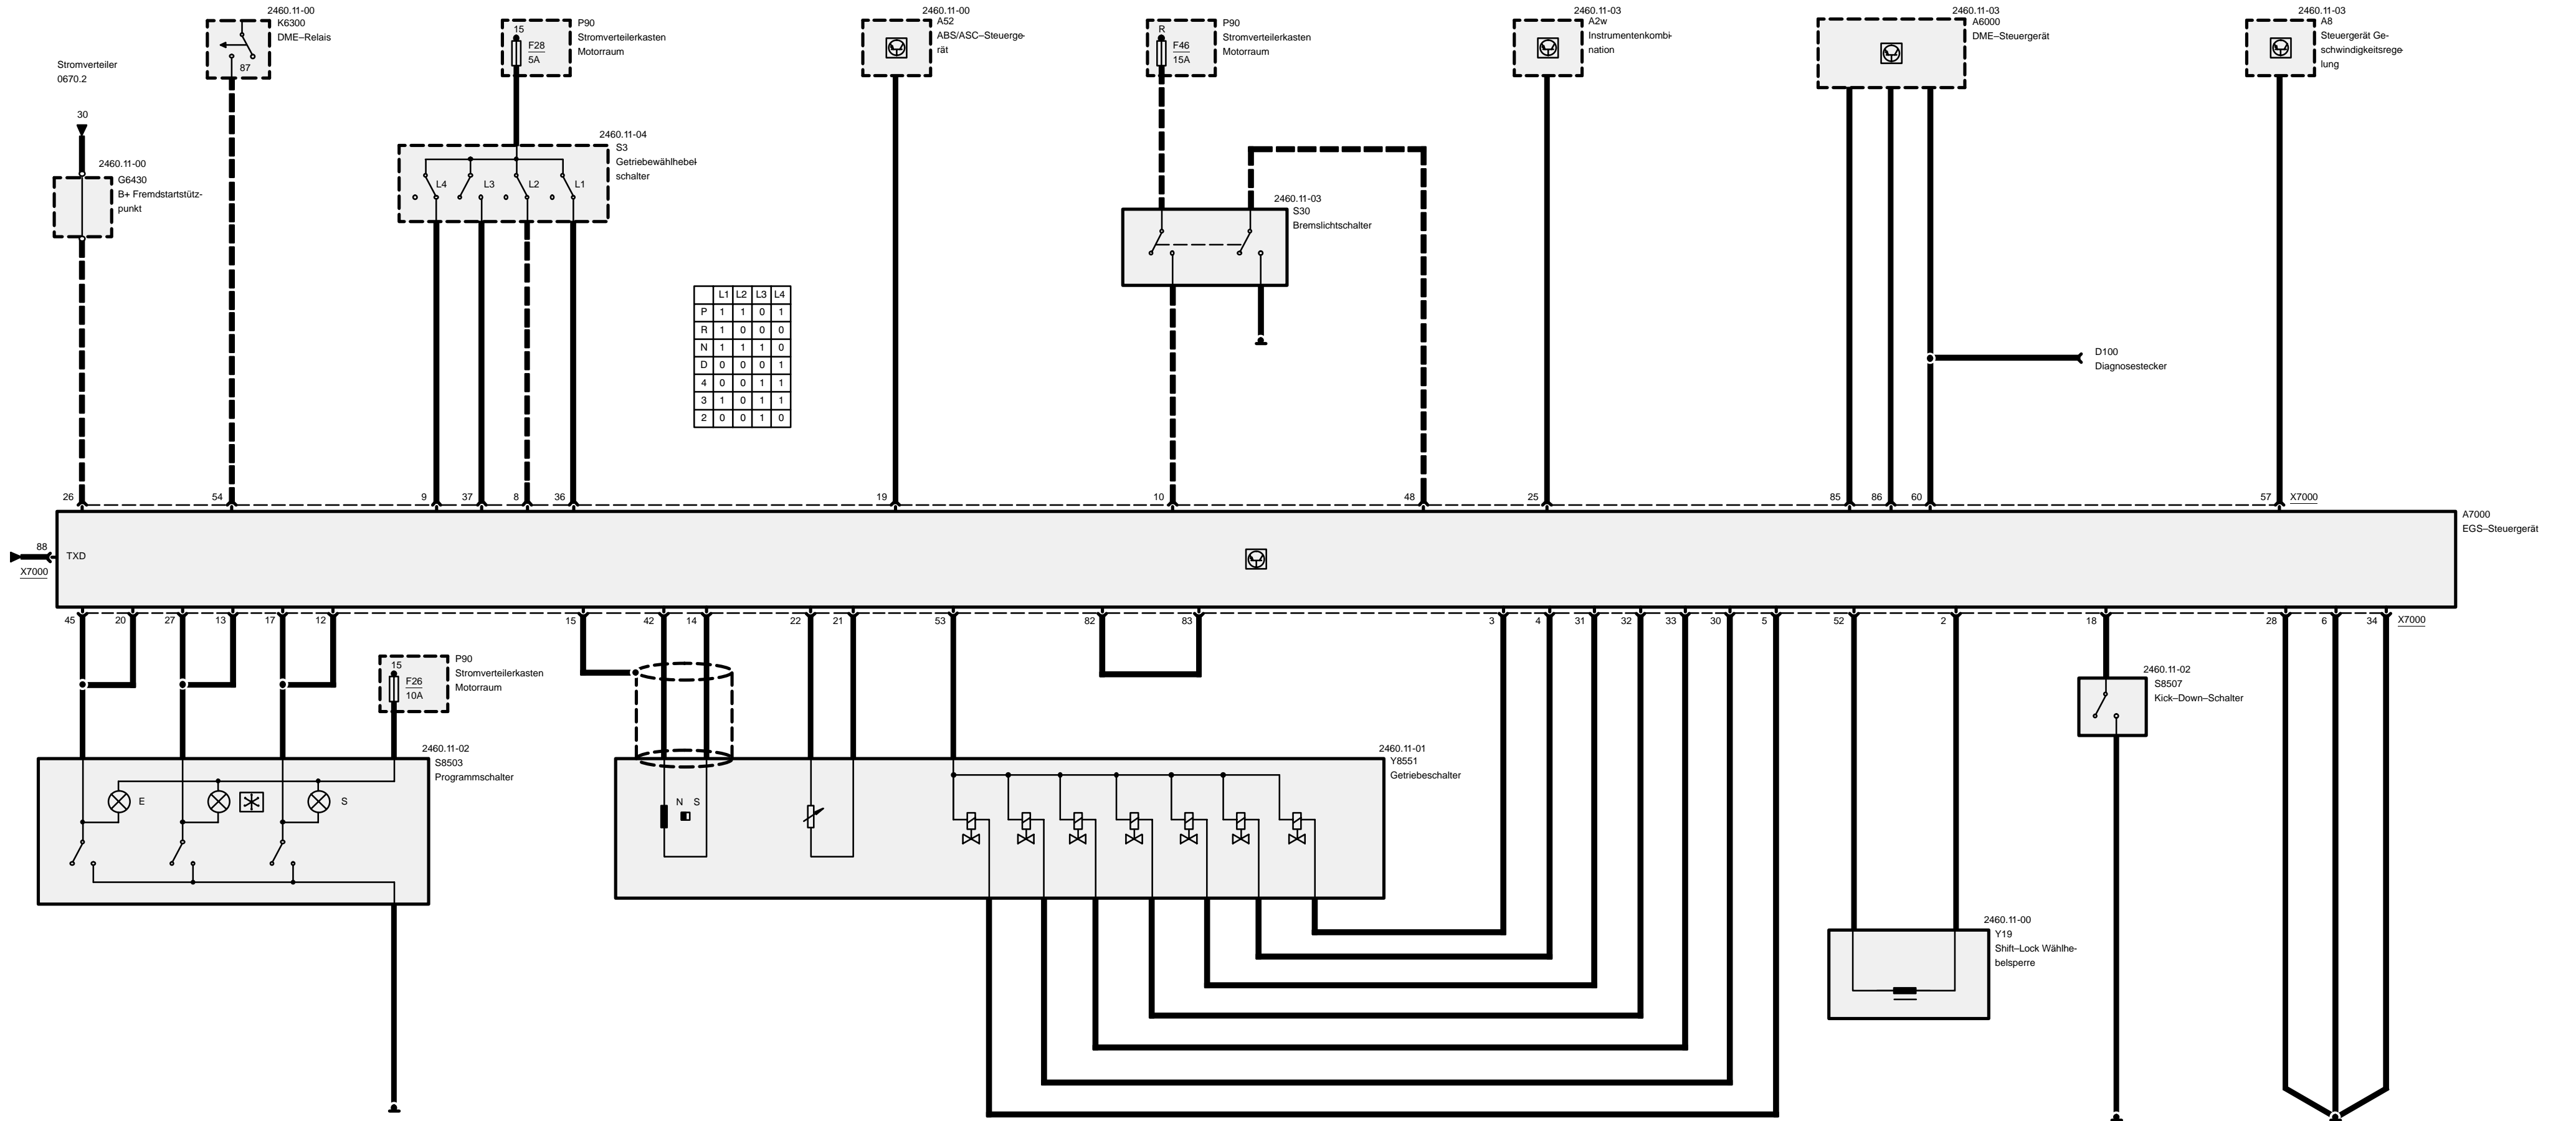 2460.11-00
K6300
DME–Relais
87
Stromverteiler
0670.2
30
2460.11-00
G6430
B+ Fremdstartstütz-
punkt
15
F28
5A
P90
Stromverteilerkasten
Motorraum
2460.11-04
S3
Getriebewählhebel-
schalter
L4
L3
L2
L1
L1 L2 L3 L4
P 1 1 0 1
R 1 0 0 0
N 1 1 1 0
D 0 0 0 1
4 0 0 1 1
3 1 0 1 1
2 0 0 1 0
2460.11-00
A52
ABS/ASC–Steuerge-
rät
R
F46
15A
P90
Stromverteilerkasten
Motorraum
2460.11-03
S30
Bremslichtschalter
2460.11-03
A2w
Instrumentenkombi-
nation
2460.11-03
A6000
DME–Steuergerät
D100
Diagnosestecker
2460.11-03
A8
Steuergerät Ge-
schwindigkeitsrege-
lung
26 54 9 37 8 36 19 10 48 25 85 86 60 57 X7000
A7000
EGS–Steuergerät
88
TXD
X7000
45 20 27 13 17 12 15 42 14 22 21 53 82 83 3 4 31 32 33 30 5 52 2 18 28 6 34 X7000
15
F26
10A
P90
Stromverteilerkasten
Motorraum
2460.11-02
S8503
Programmschalter
E
S
N S
2460.11-01
Y8551
Getriebeschalter
2460.11-02
S8507
Kick–Down–Schalter
2460.11-00
Y19
Shift–Lock Wählhe-
belsperre